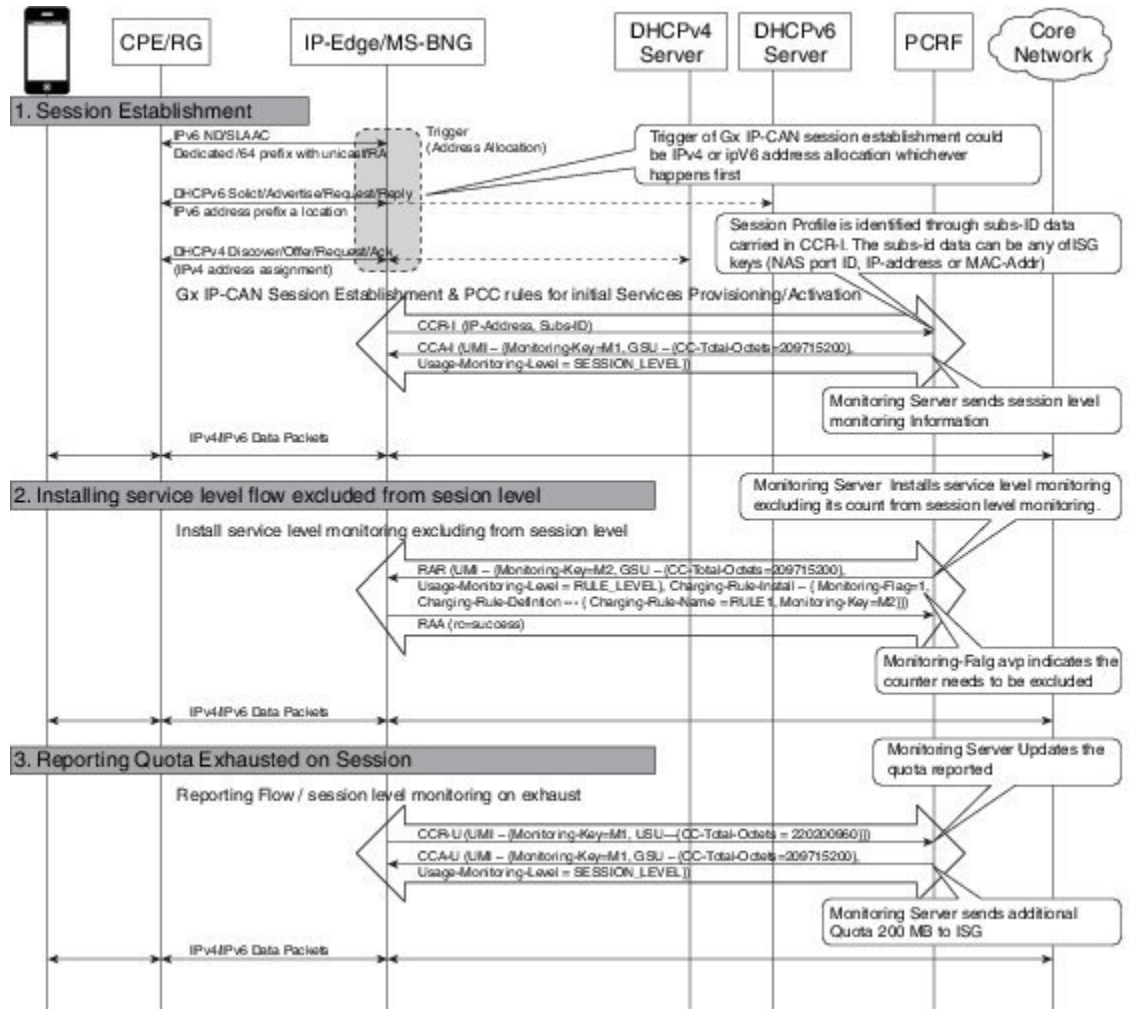 CPE/RG
IP-Edge/MS-BNG
DHCPv4
Server
DHCPv6
Server
PCRF
Core
Network
1. Session Establishment
IPv6 ND/SLAAC
Dedicated /64 prefix with unicast/RA
Trigger
(Address Allocation)
Trigger of Gx IP-CAN session establishment could
be IPv4 or ipV6 address allocation whichever
happens first
DHCPv6 Solict/Advertise/Request/Reply
IPv6 address prefix a location
Session Profile is identified through subs-ID data
carried in CCR-I. The subs-id data can be any of ISG
keys (NAS port ID, IP-address or MAC-Addr)
DHCPv4 Discover/Offer/Request/Ack
(IPv4 address assignment)
Gx IP-CAN Session Establishment & PCC rules for initial Services Provisioning/Activation
CCR-I (IP-Address, Subs-ID)
CCA-I (UMI – (Monitoring-Key=M1, GSU – (CC-Total-Octets=209715200),
Usage-Monitoring-Level = SESSION_LEVEL))
Monitoring Server sends session level
monitoring Information
IPv4/IPv6 Data Packets
2. Installing service level flow excluded from sesion level
Monitoring Server Installs service level monitoring
excluding its count from session level monitoring.
Install service level monitoring excluding from session level
RAR (UMI – (Monitoring-Key=M2, GSU – (CC-Total-Octets=209715200),
Usage-Monitoring-Level = RULE_LEVEL), Charging-Rule-Install – ( Monitoring-Flag=1,
Charging-Rule-Defintion --- ( Charging-Rule-Name = RULE1, Monitoring-Key=M2)))
RAA (rc=success)
Monitoring-Falg avp indicates the
counter needs to be excluded
IPv4/IPv6 Data Packets
3. Reporting Quota Exhausted on Session
Monitoring Server Updates the
quota reported
Reporting Flow / session level monitoring on exhaust
CCR-U (UMI – (Monitoring-Key=M1, USU—(CC-Total-Octets = 220200960)))
CCA-U (UMI – (Monitoring-Key=M1, GSU – (CC-Total-Octets=209715200),
Usage-Monitoring-Level = SESSION_LEVEL))
Monitoring Server sends additional
Quota 200 MB to ISG
IPv4/IPv6 Data Packets